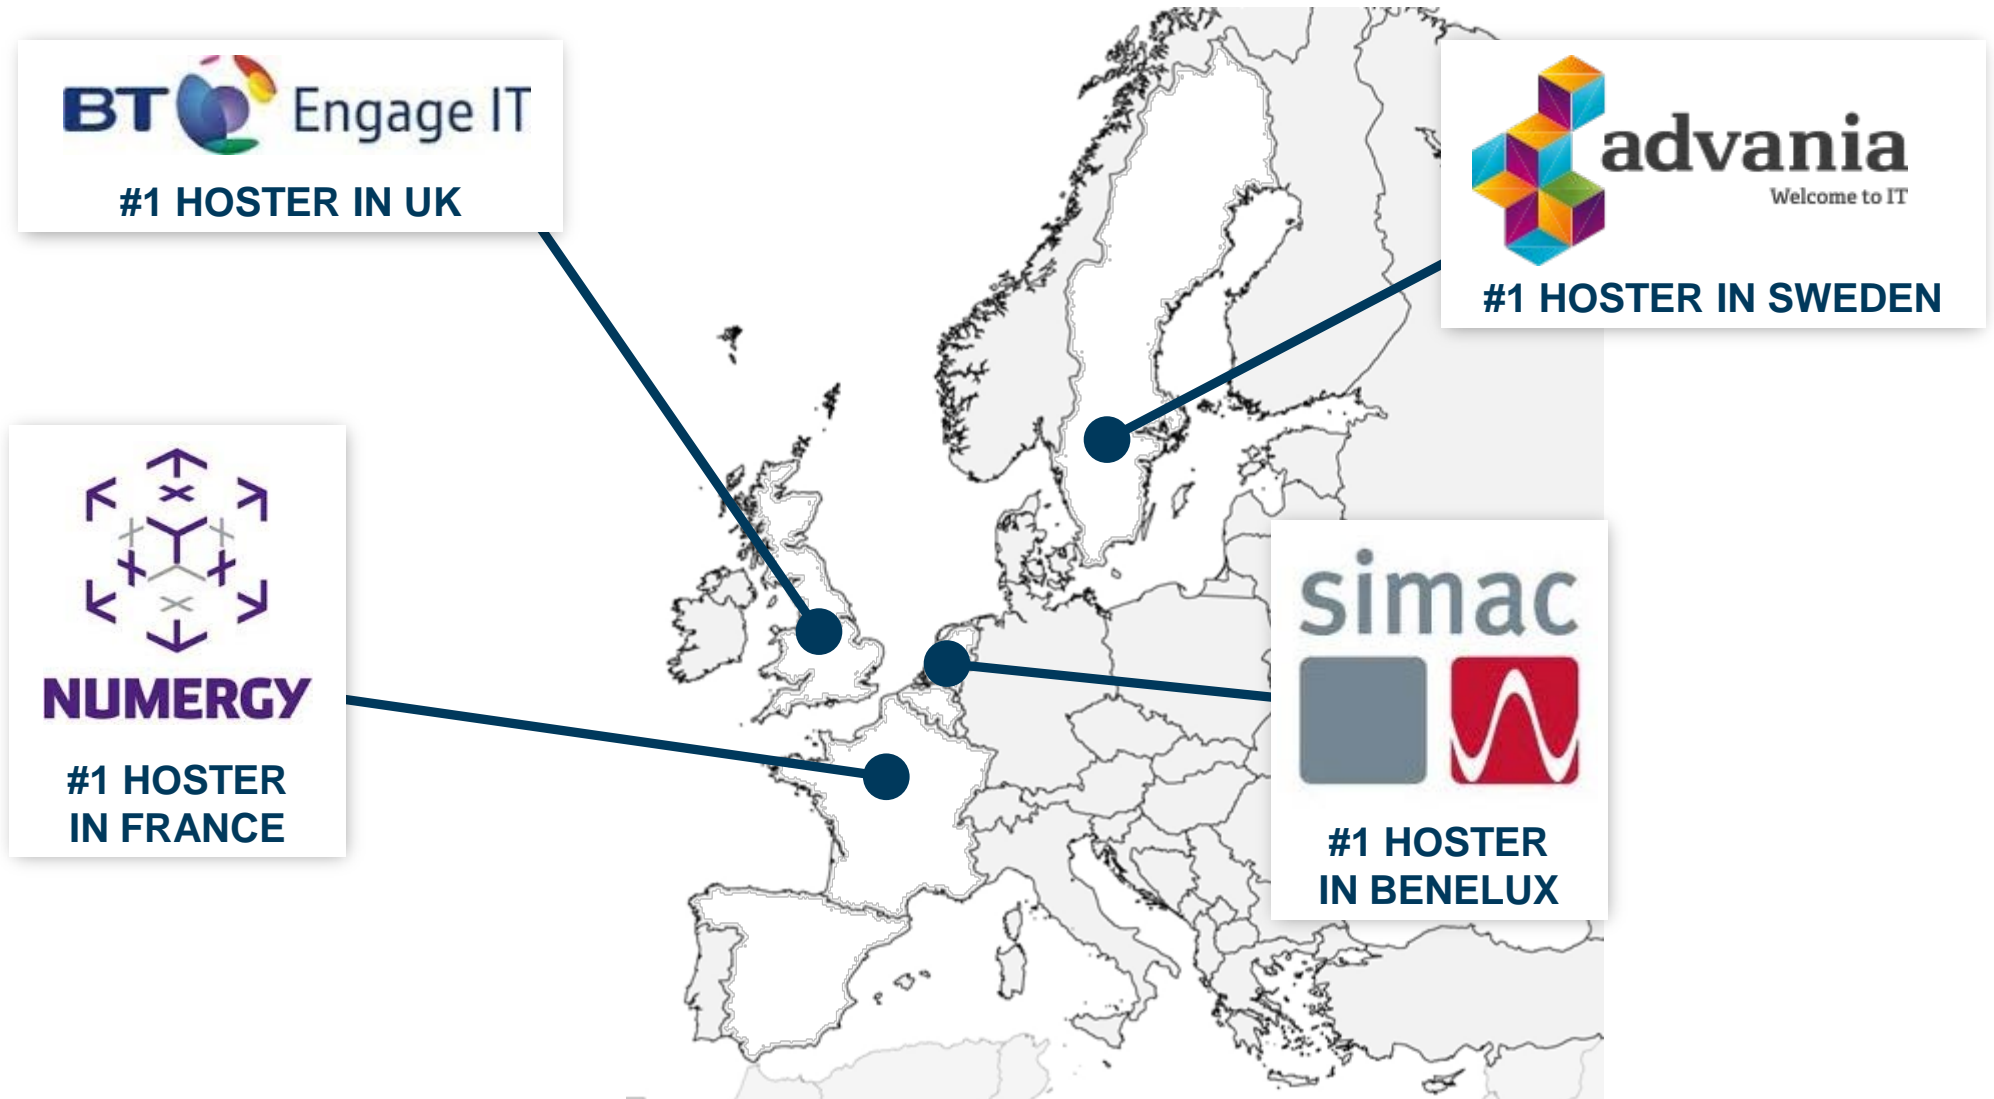 BT Engage IT
#1 HOSTER IN UK
advania
Welcome to IT
#1 HOSTER IN SWEDEN
NUMERGY
#1 HOSTER
IN FRANCE
simac
#1 HOSTER
IN BENELUX